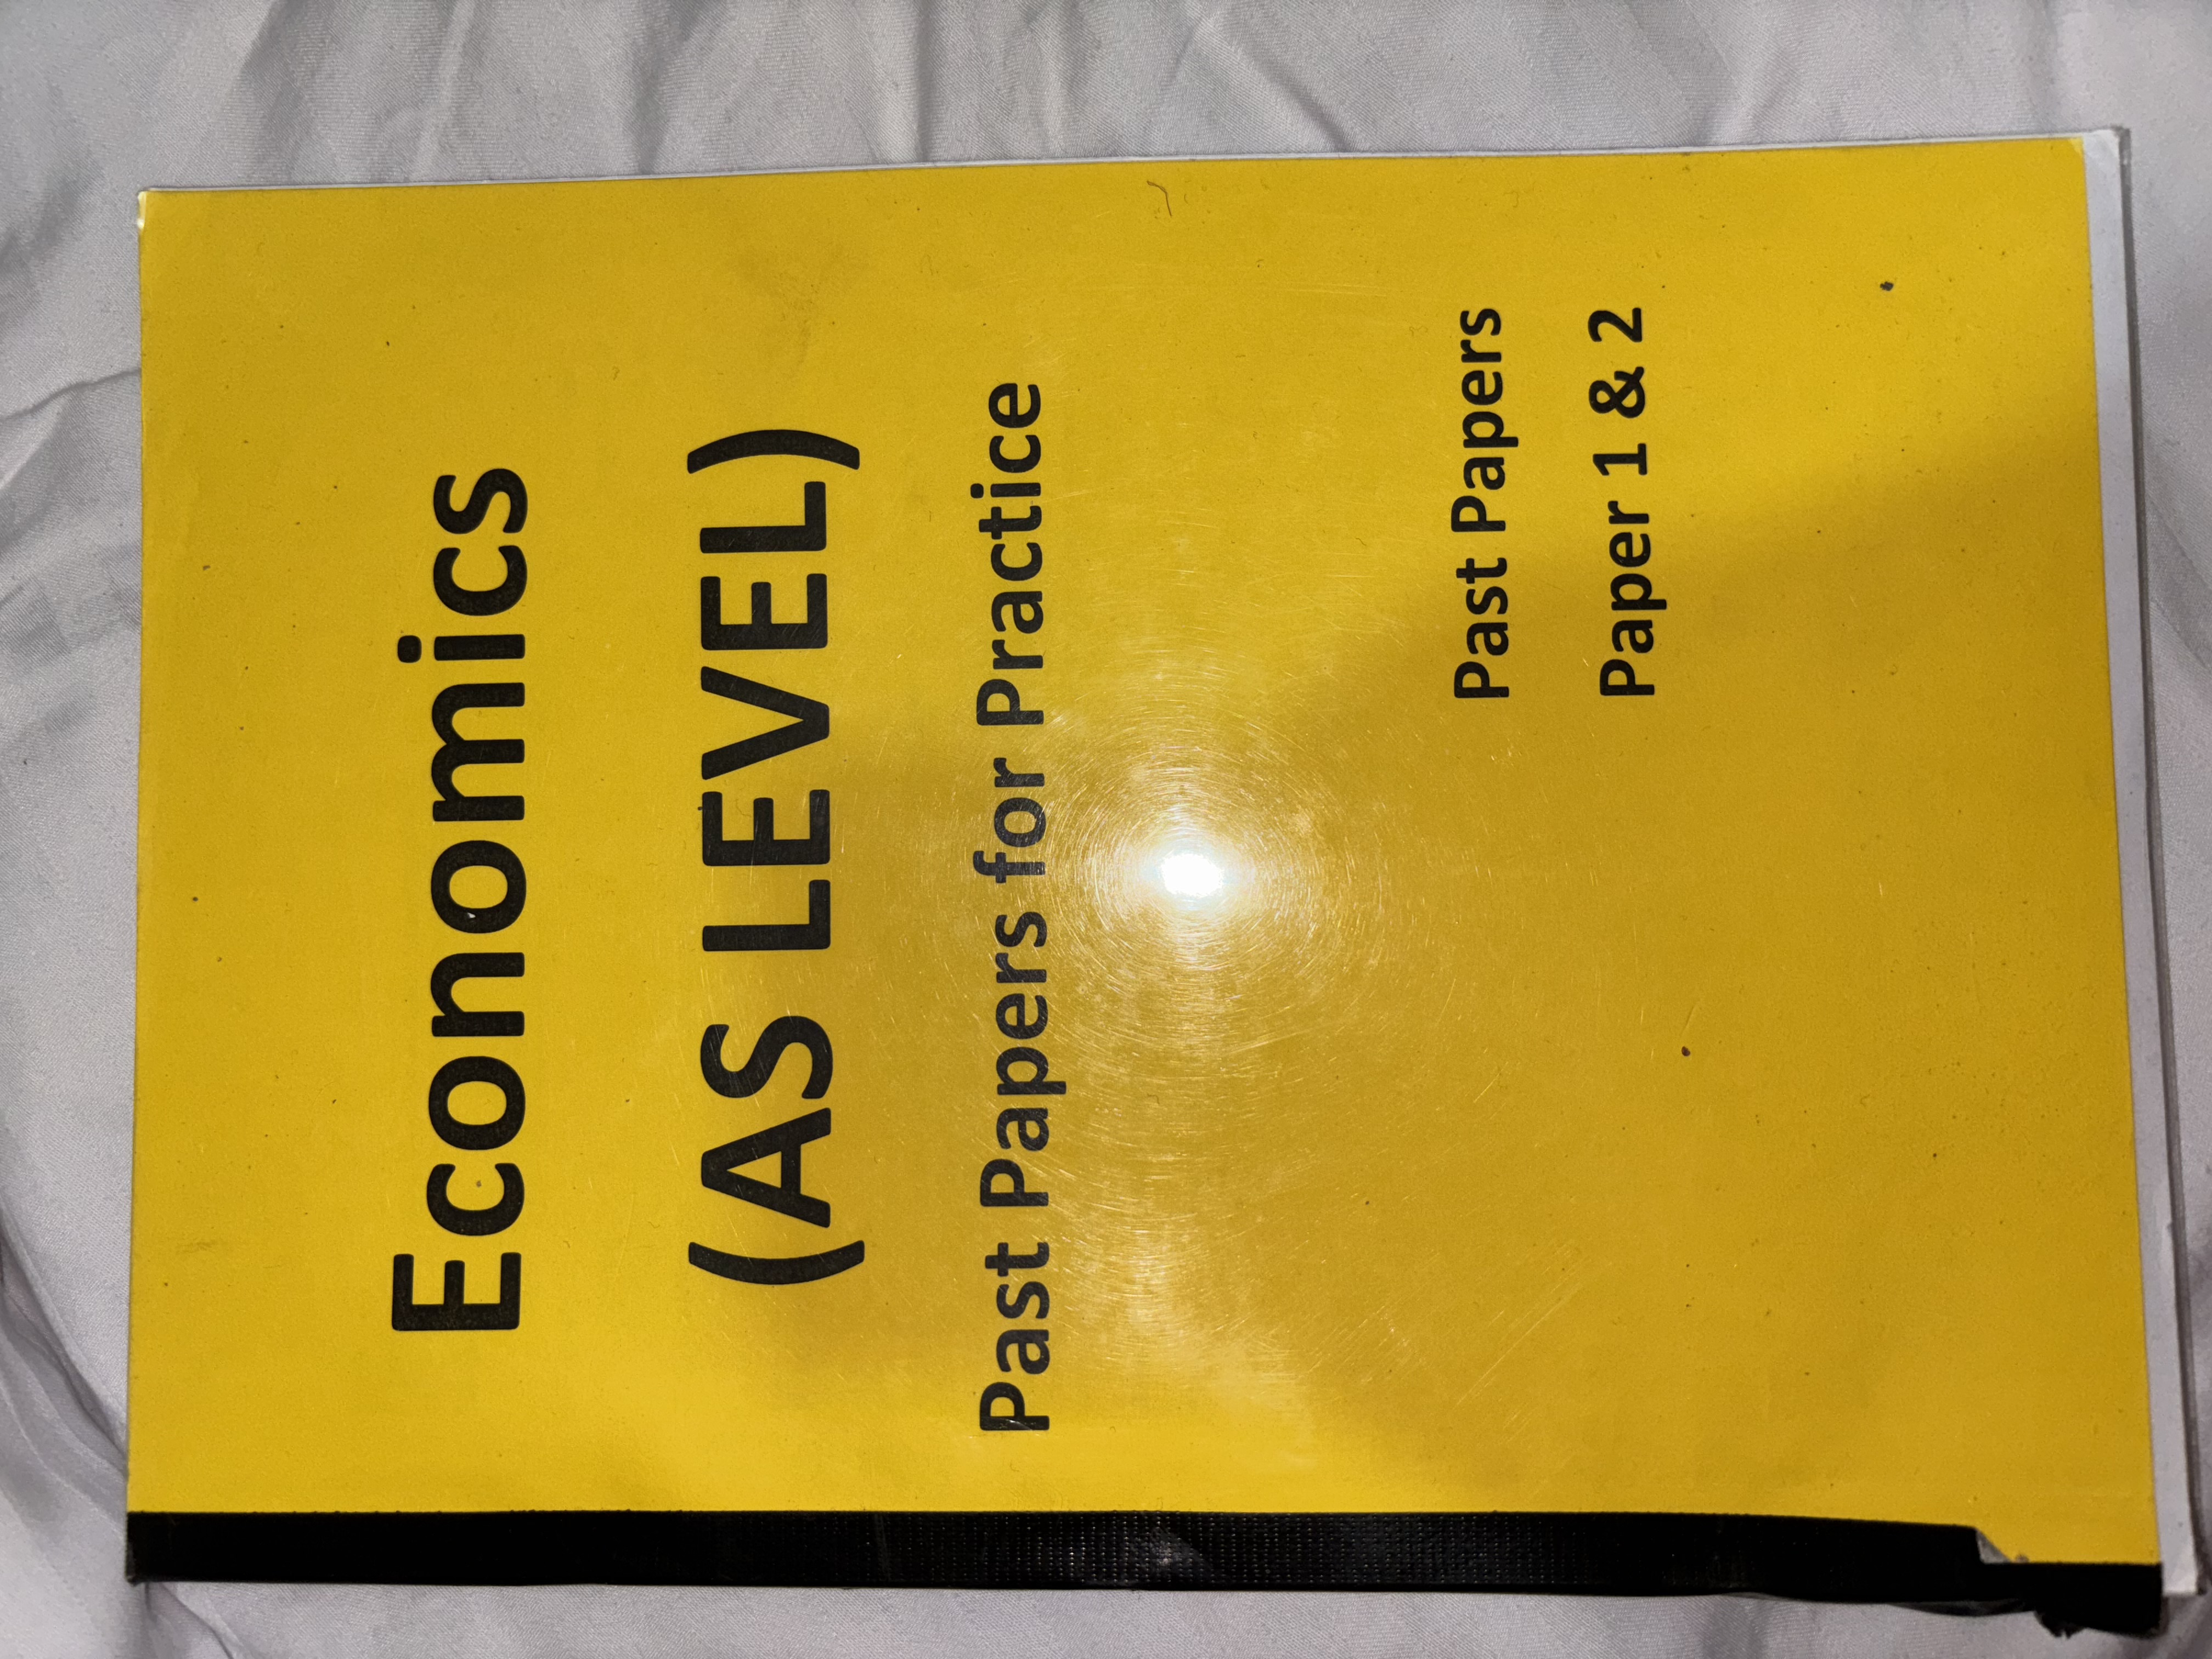 Economics
(AS LEVEL)
Past Papers for Practice
Past Papers
Paper 1 & 2